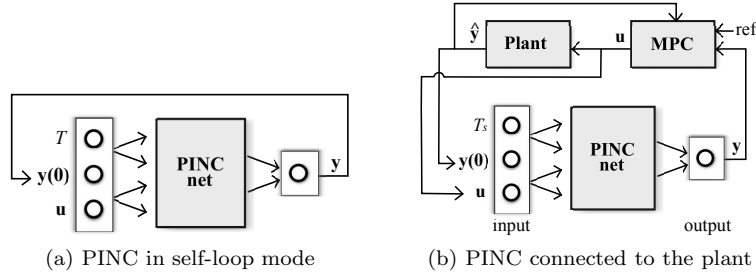 T
y(0)
u
PINC
net
y
(a) PINC in self-loop mode
ŷ
Plant
u
MPC
ref
Tₛ
y(0)
u
PINC
net
y
input
output
(b) PINC connected to the plant